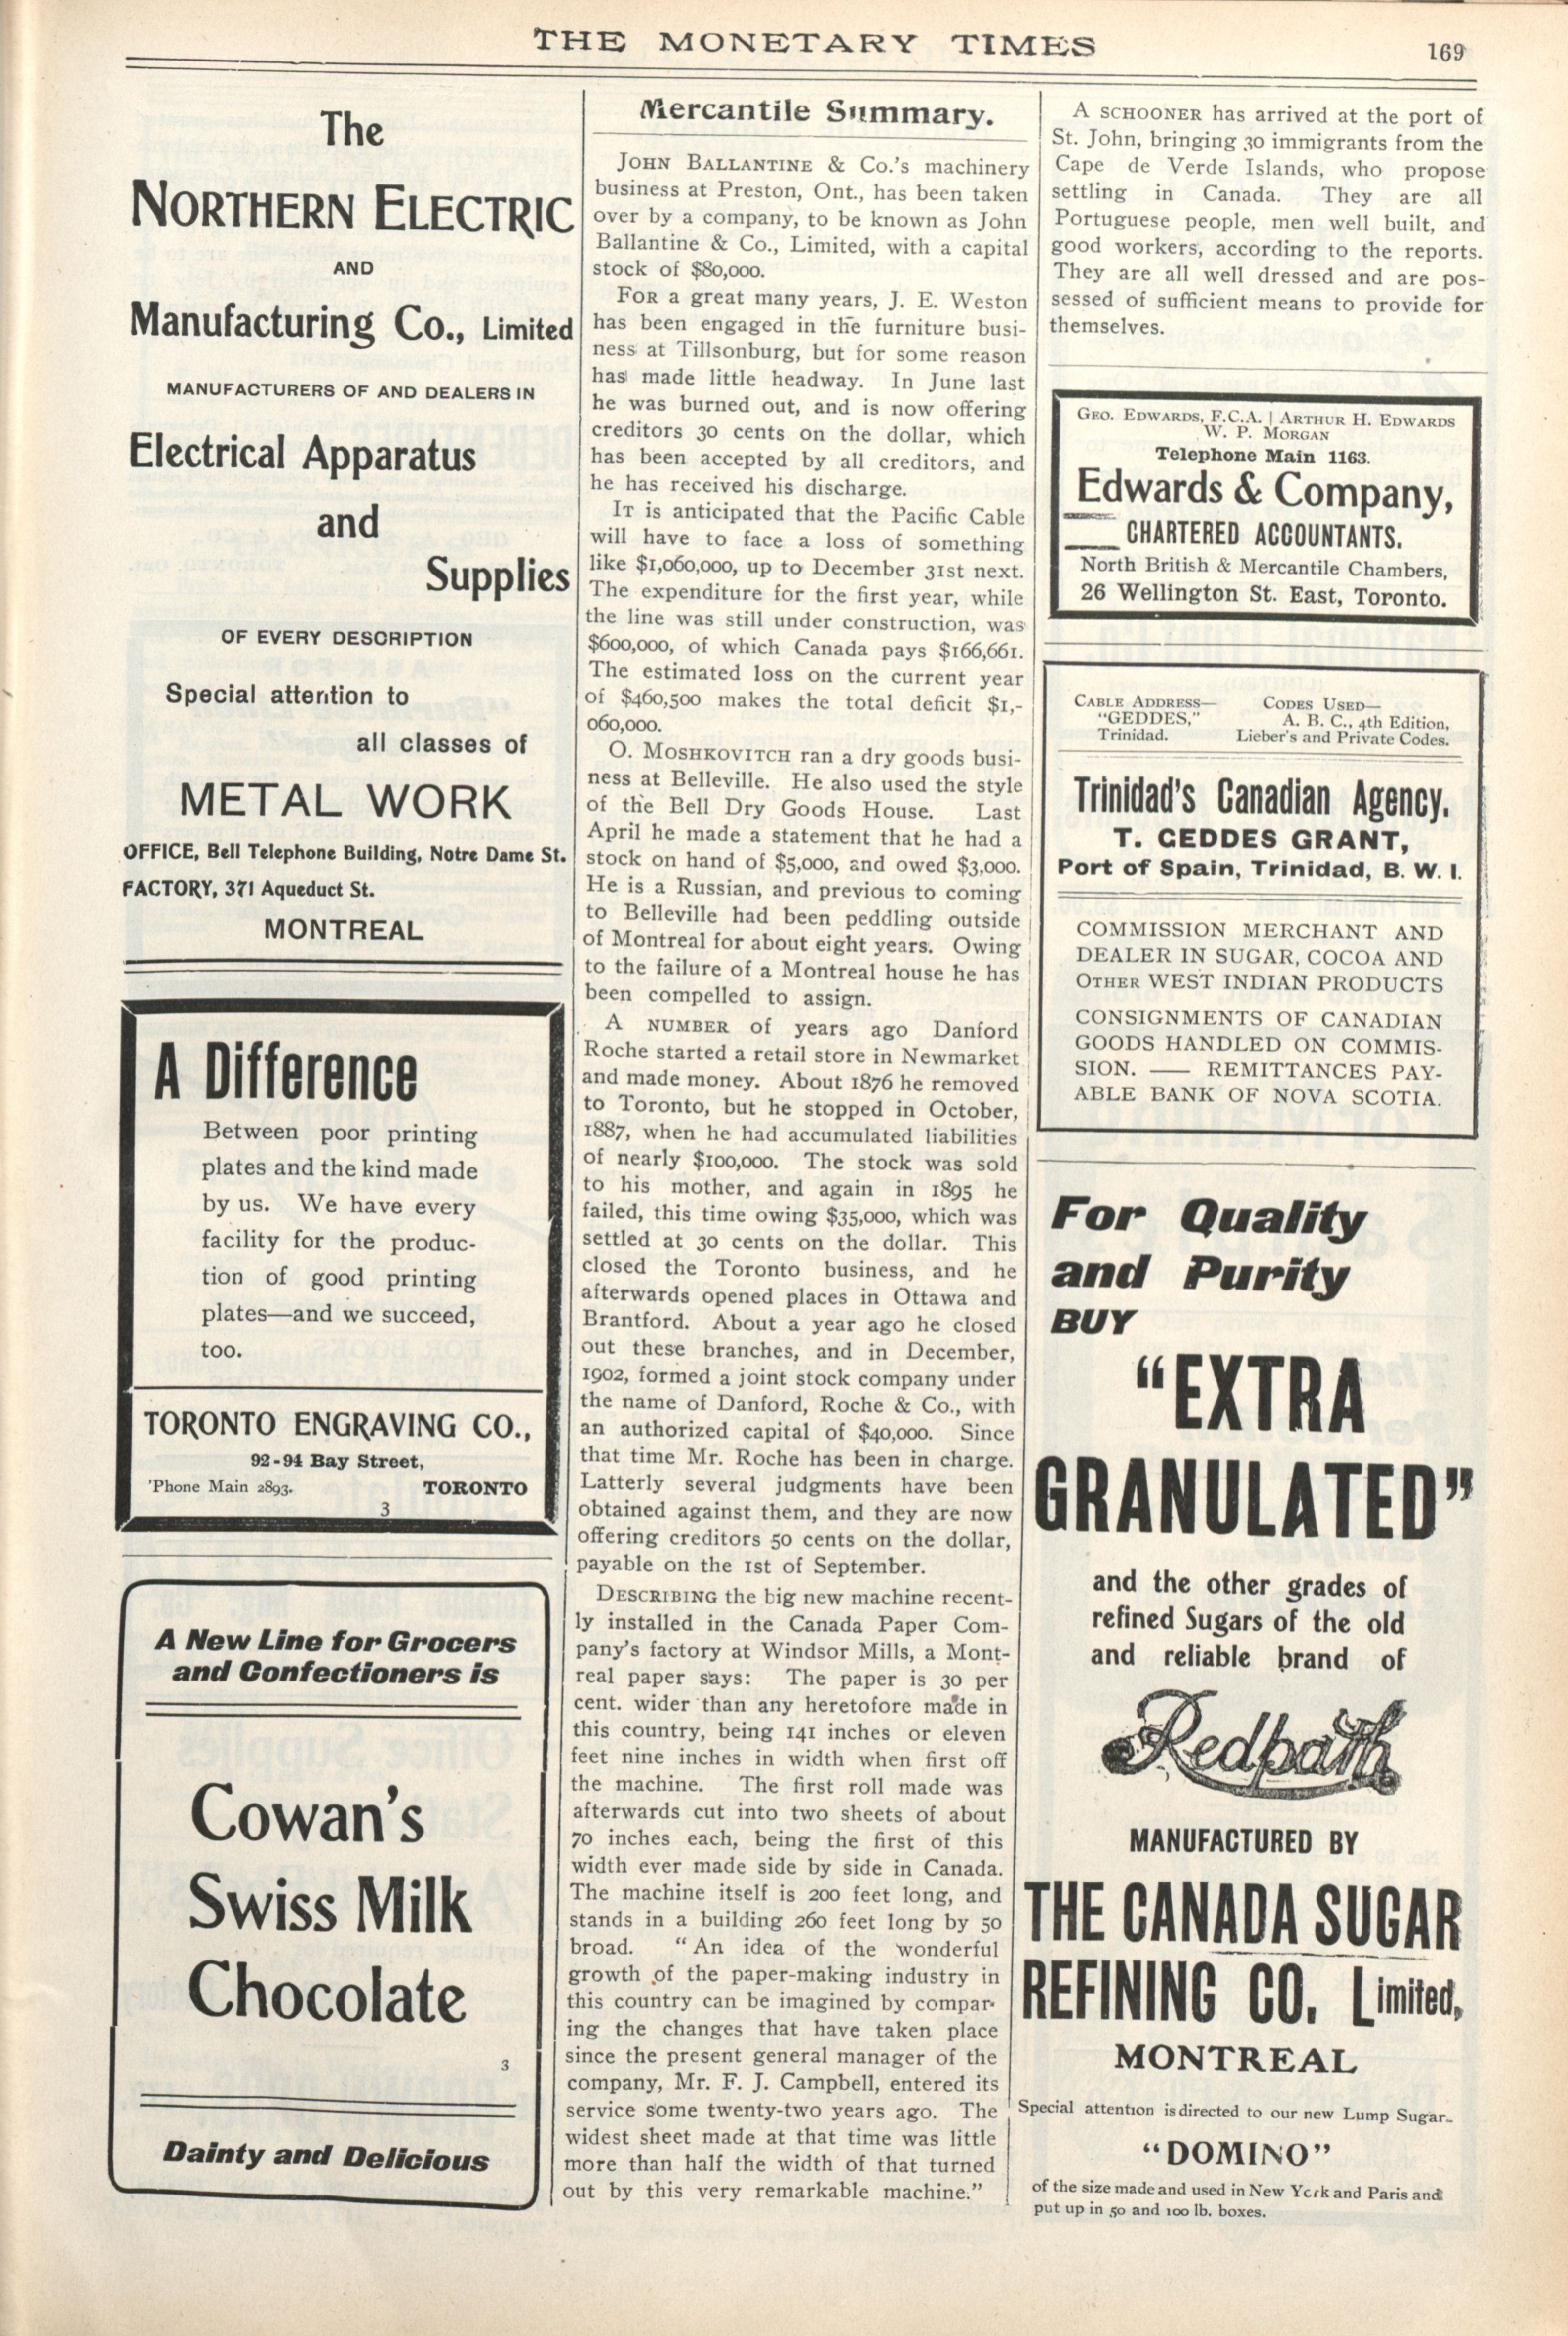 THE MONETARY TIMES
169
The
NORTHERN ELECTRIC
AND
Manufacturing Co., Limited
MANUFACTURERS OF AND DEALERS IN
Electrical Apparatus
and
Supplies
OF EVERY DESCRIPTION
Special attention to
all classes of
METAL WORK
OFFICE, Bell Telephone Building, Notre Dame St.
FACTORY, 371 Aqueduct St.
MONTREAL
A Difference
Between poor printing
plates and the kind made
by us. We have every
facility for the produc-
tion of good printing
plates—and we succeed,
too.
TORONTO ENGRAVING CO.,
92-94 Bay Street,
'Phone Main 2893. TORONTO
3
A New Line for Grocers
and Confectioners is
Cowan's
Swiss Milk
Chocolate
3
Dainty and Delicious
Mercantile Summary.
JOHN BALLANTINE & Co.'s machinery
business at Preston, Ont., has been taken
over by a company, to be known as John
Ballantine & Co., Limited, with a capital
stock of $80,000.
FOR a great many years, J. E. Weston
has been engaged in the furniture busi-
ness at Tillsonburg, but for some reason
has made little headway. In June last
he was burned out, and is now offering
creditors 30 cents on the dollar, which
has been accepted by all creditors, and
he has received his discharge.
IT is anticipated that the Pacific Cable
will have to face a loss of something
like $1,060,000, up to December 31st next.
The expenditure for the first year, while
the line was still under construction, was
$600,000, of which Canada pays $166,661.
The estimated loss on the current year
of $460,500 makes the total deficit $1,-
060,000.
O. MOSHKOVITCH ran a dry goods busi-
ness at Belleville. He also used the style
of the Bell Dry Goods House. Last
April he made a statement that he had a
stock on hand of $5,000, and owed $3,000.
He is a Russian, and previous to coming
to Belleville had been peddling outside
of Montreal for about eight years. Owing
to the failure of a Montreal house he has
been compelled to assign.
A NUMBER of years ago Danford
Roche started a retail store in Newmarket
and made money. About 1876 he removed
to Toronto, but he stopped in October,
1887, when he had accumulated liabilities
of nearly $100,000. The stock was sold
to his mother, and again in 1895 he
failed, this time owing $35,000, which was
settled at 30 cents on the dollar. This
closed the Toronto business, and he
afterwards opened places in Ottawa and
Brantford. About a year ago he closed
out these branches, and in December,
1902, formed a joint stock company under
the name of Danford, Roche & Co., with
an authorized capital of $40,000. Since
that time Mr. Roche has been in charge.
Latterly several judgments have been
obtained against them, and they are now
offering creditors 50 cents on the dollar,
payable on the 1st of September.
DESCRIBING the big new machine recent-
ly installed in the Canada Paper Com-
pany's factory at Windsor Mills, a Mont-
real paper says: The paper is 30 per
cent. wider than any heretofore made in
this country, being 141 inches or eleven
feet nine inches in width when first off
the machine. The first roll made was
afterwards cut into two sheets of about
70 inches each, being the first of this
width ever made side by side in Canada.
The machine itself is 200 feet long, and
stands in a building 260 feet long by 50
broad. "An idea of the wonderful
growth of the paper-making industry in
this country can be imagined by compar-
ing the changes that have taken place
since the present general manager of the
company, Mr. F. J. Campbell, entered its
service some twenty-two years ago. The
widest sheet made at that time was little
more than half the width of that turned
out by this very remarkable machine."
A SCHOONER has arrived at the port of
St. John, bringing 30 immigrants from the
Cape de Verde Islands, who propose
settling in Canada. They are all
Portuguese people, men well built, and
good workers, according to the reports.
They are all well dressed and are pos-
sessed of sufficient means to provide for
themselves.
GEO. EDWARDS, F.C.A. | ARTHUR H. EDWARDS
W. P. MORGAN
Telephone Main 1163.
Edwards & Company,
CHARTERED ACCOUNTANTS.
North British & Mercantile Chambers,
26 Wellington St. East, Toronto.
CABLE ADDRESS— CODES USED—
"GEDDES," A. B. C., 4th Edition,
Trinidad. Lieber's and Private Codes.
Trinidad's Canadian Agency.
T. GEDDES GRANT,
Port of Spain, Trinidad, B. W. I.
COMMISSION MERCHANT AND
DEALER IN SUGAR, COCOA AND
OTHER WEST INDIAN PRODUCTS
CONSIGNMENTS OF CANADIAN
GOODS HANDLED ON COMMIS-
SION. — REMITTANCES PAY-
ABLE BANK OF NOVA SCOTIA.
For Quality
and Purity
BUY
"EXTRA
GRANULATED"
and the other grades of
refined Sugars of the old
and reliable brand of
Redpath
MANUFACTURED BY
THE CANADA SUGAR
REFINING CO. Limited,
MONTREAL
Special attention is directed to our new Lump Sugar.
"DOMINO"
of the size made and used in New York and Paris and
put up in 50 and 100 lb. boxes.